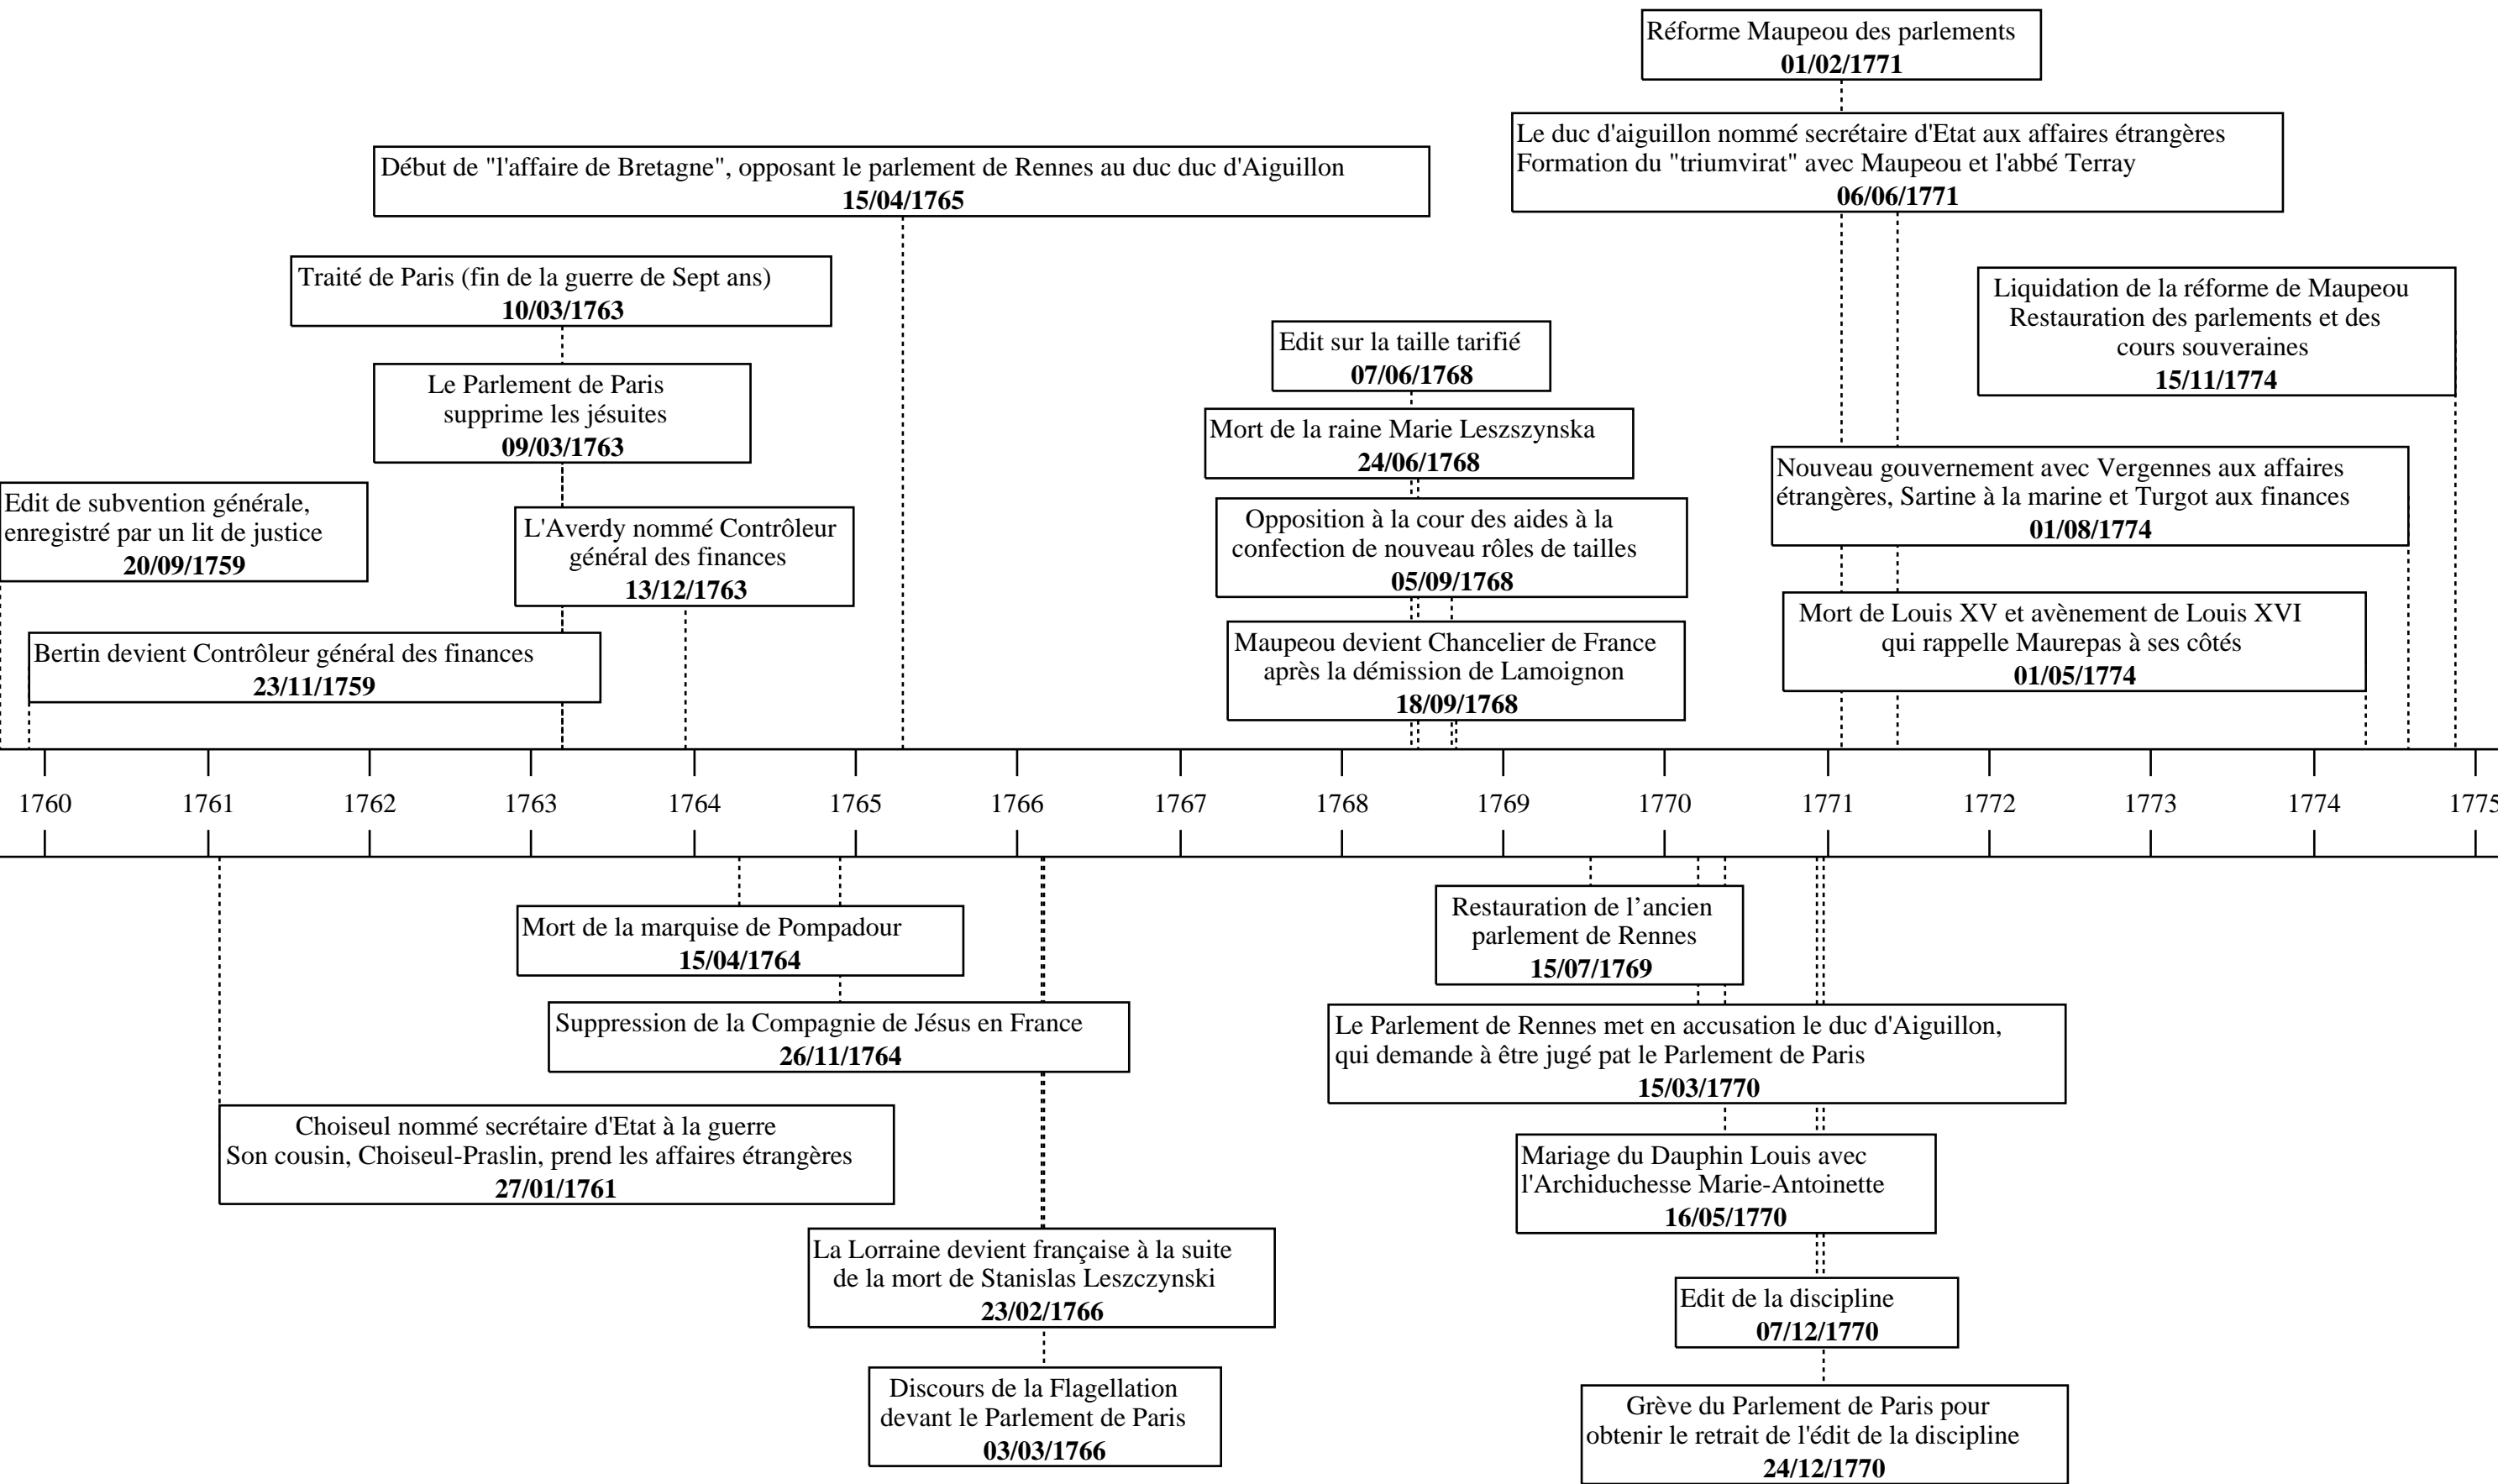 Réforme Maupeou des parlements
01/02/1771
Le duc d'aiguillon nommé secrétaire d'Etat aux affaires étrangères
Formation du "triumvirat" avec Maupeou et l'abbé Terray
06/06/1771
Début de "l'affaire de Bretagne", opposant le parlement de Rennes au duc duc d'Aiguillon
15/04/1765
Traité de Paris (fin de la guerre de Sept ans)
10/03/1763
Liquidation de la réforme de Maupeou
Restauration des parlements et des
cours souveraines
15/11/1774
Edit sur la taille tarifié
07/06/1768
Le Parlement de Paris
supprime les jésuites
09/03/1763
Mort de la raine Marie Leszszynska
24/06/1768
Nouveau gouvernement avec Vergennes aux affaires
étrangères, Sartine à la marine et Turgot aux finances
01/08/1774
Edit de subvention générale,
enregistré par un lit de justice
20/09/1759
L'Averdy nommé Contrôleur
général des finances
13/12/1763
Opposition à la cour des aides à la
confection de nouveau rôles de tailles
05/09/1768
Mort de Louis XV et avènement de Louis XVI
qui rappelle Maurepas à ses côtés
01/05/1774
Bertin devient Contrôleur général des finances
23/11/1759
Maupeou devient Chancelier de France
après la démission de Lamoignon
18/09/1768
1760 1761 1762 1763 1764 1765 1766 1767 1768 1769 1770 1771 1772 1773 1774 1775
Mort de la marquise de Pompadour
15/04/1764
Restauration de l’ancien
parlement de Rennes
15/07/1769
Suppression de la Compagnie de Jésus en France
26/11/1764
Le Parlement de Rennes met en accusation le duc d'Aiguillon,
qui demande à être jugé pat le Parlement de Paris
15/03/1770
Choiseul nommé secrétaire d'Etat à la guerre
Son cousin, Choiseul-Praslin, prend les affaires étrangères
27/01/1761
Mariage du Dauphin Louis avec
l'Archiduchesse Marie-Antoinette
16/05/1770
La Lorraine devient française à la suite
de la mort de Stanislas Leszczynski
23/02/1766
Edit de la discipline
07/12/1770
Discours de la Flagellation
devant le Parlement de Paris
03/03/1766
Grève du Parlement de Paris pour
obtenir le retrait de l'édit de la discipline
24/12/1770